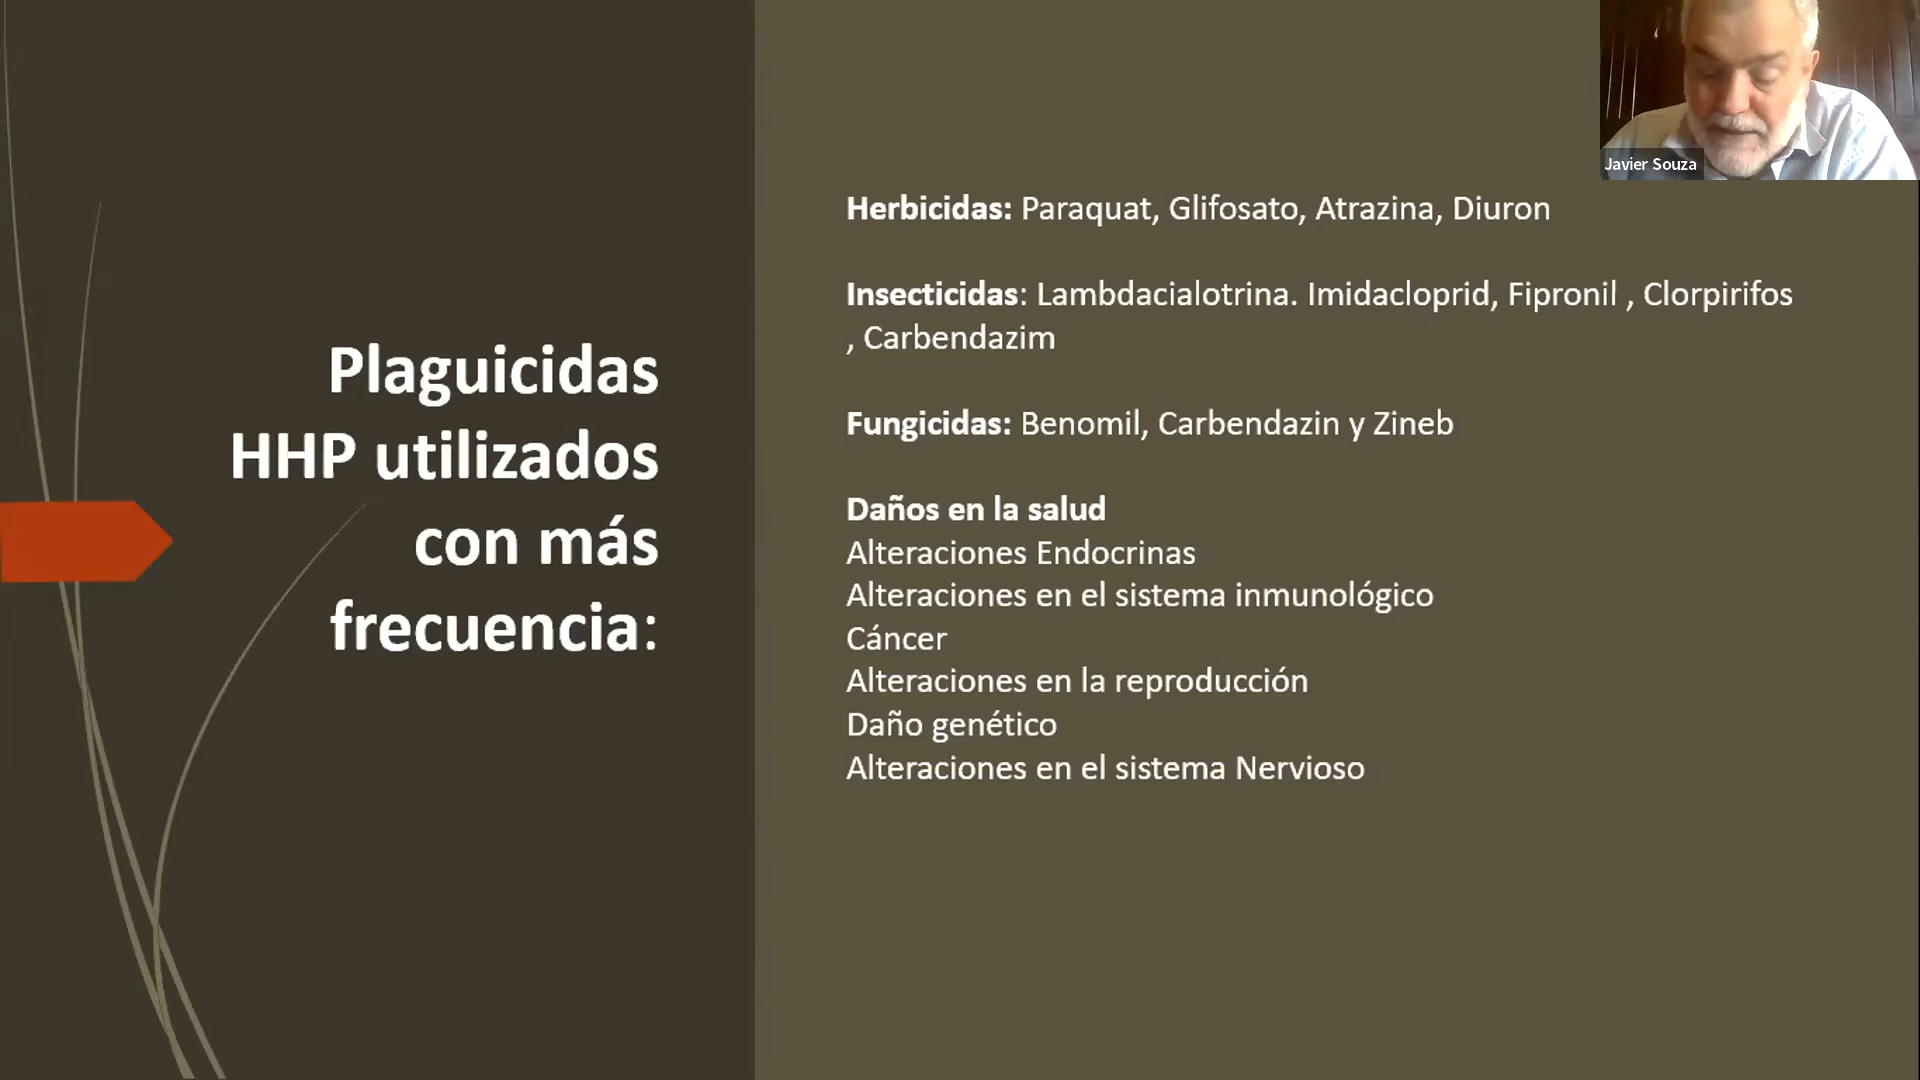 Plaguicidas
HHP utilizados
con más
frecuencia:
Javier Souza
Herbicidas: Paraquat, Glifosato, Atrazina, Diuron
Insecticidas: Lambdacialotrina. Imidacloprid, Fipronil , Clorpirifos
, Carbendazim
Fungicidas: Benomil, Carbendazin y Zineb
Daños en la salud
Alteraciones Endocrinas
Alteraciones en el sistema inmunológico
Cáncer
Alteraciones en la reproducción
Daño genético
Alteraciones en el sistema Nervioso